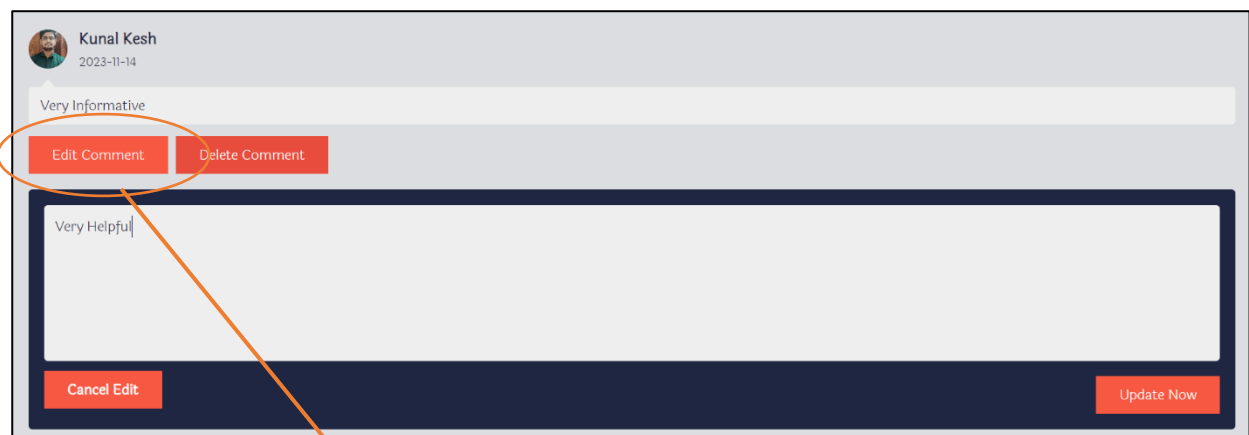 Kunal Kesh
2023-11-14
Very Informative
Edit Comment
Delete Comment
Very Helpful
Cancel Edit
Update Now